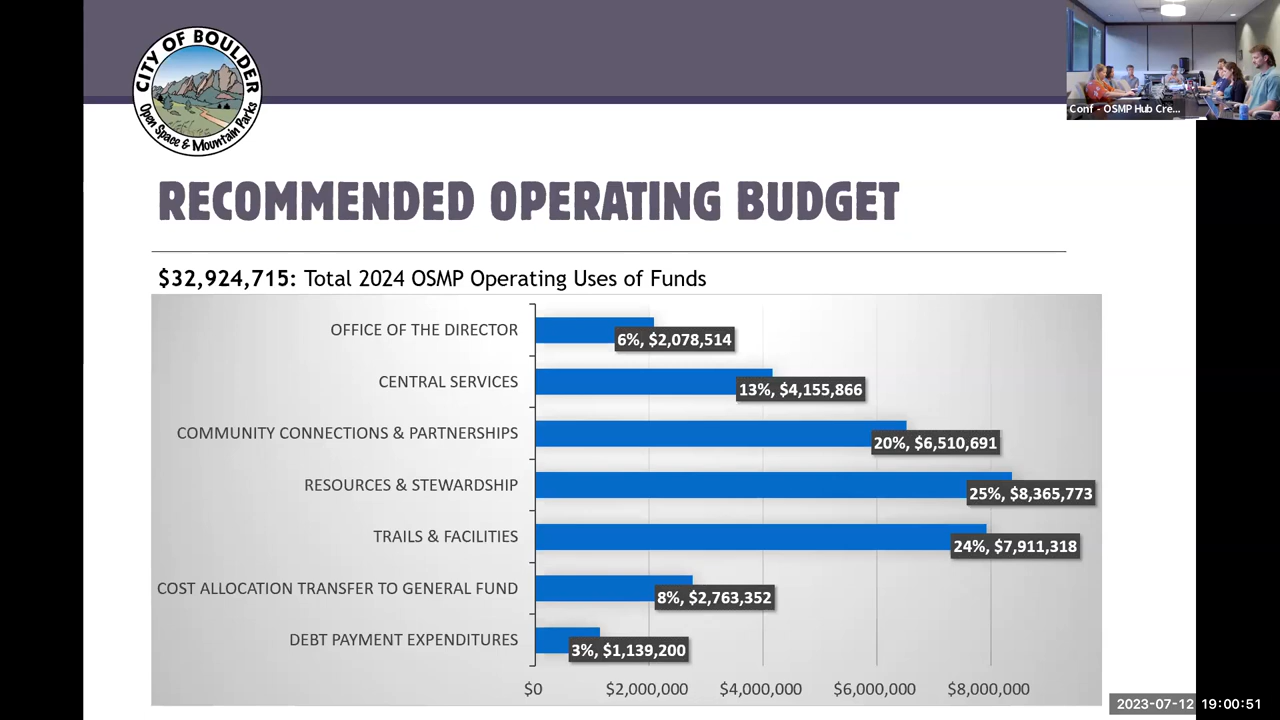 CITY OF BOULDER
Open Space & Mountain Parks
Conf - OSMP Hub Cre...
RECOMMENDED OPERATING BUDGET
$32,924,715: Total 2024 OSMP Operating Uses of Funds
OFFICE OF THE DIRECTOR 6%, $2,078,514
CENTRAL SERVICES 13%, $4,155,866
COMMUNITY CONNECTIONS & PARTNERSHIPS 20%, $6,510,691
RESOURCES & STEWARDSHIP 25%, $8,365,773
TRAILS & FACILITIES 24%, $7,911,318
COST ALLOCATION TRANSFER TO GENERAL FUND 8%, $2,763,352
DEBT PAYMENT EXPENDITURES 3%, $1,139,200
$0 $2,000,000 $4,000,000 $6,000,000 $8,000,000
2023-07-12 19:00:51